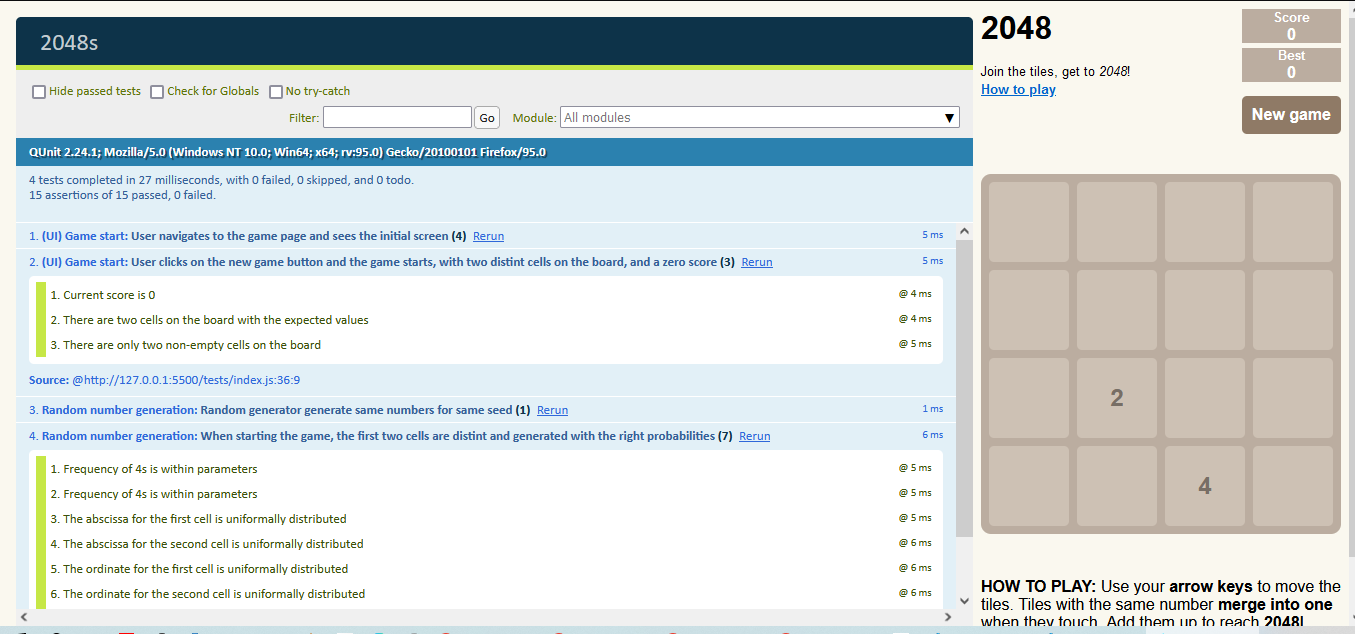 2048s
Hide passed tests Check for Globals No try-catch
Filter: Go Module: All modules ▼
QUnit 2.24.1; Mozilla/5.0 (Windows NT 10.0; Win64; x64; rv:95.0) Gecko/20100101 Firefox/95.0
4 tests completed in 27 milliseconds, with 0 failed, 0 skipped, and 0 todo.
15 assertions of 15 passed, 0 failed.
1. (UI) Game start: User navigates to the game page and sees the initial screen (4) Rerun 5 ms
2. (UI) Game start: User clicks on the new game button and the game starts, with two distint cells on the board, and a zero score (3) Rerun 5 ms
1. Current score is 0 @ 4 ms
2. There are two cells on the board with the expected values @ 4 ms
3. There are only two non-empty cells on the board @ 5 ms
Source: @http://127.0.0.1:5500/tests/index.js:36:9
3. Random number generation: Random generator generate same numbers for same seed (1) Rerun 1 ms
4. Random number generation: When starting the game, the first two cells are distint and generated with the right probabilities (7) Rerun 6 ms
1. Frequency of 4s is within parameters @ 5 ms
2. Frequency of 4s is within parameters @ 5 ms
3. The abscissa for the first cell is uniformally distributed @ 5 ms
4. The abscissa for the second cell is uniformally distributed @ 6 ms
5. The ordinate for the first cell is uniformally distributed @ 6 ms
6. The ordinate for the second cell is uniformally distributed @ 6 ms
2048
Score
0
Best
0
Join the tiles, get to 2048!
How to play
New game
2
4
HOW TO PLAY: Use your arrow keys to move the
tiles. Tiles with the same number merge into one
when they touch. Add them up to reach 2048!